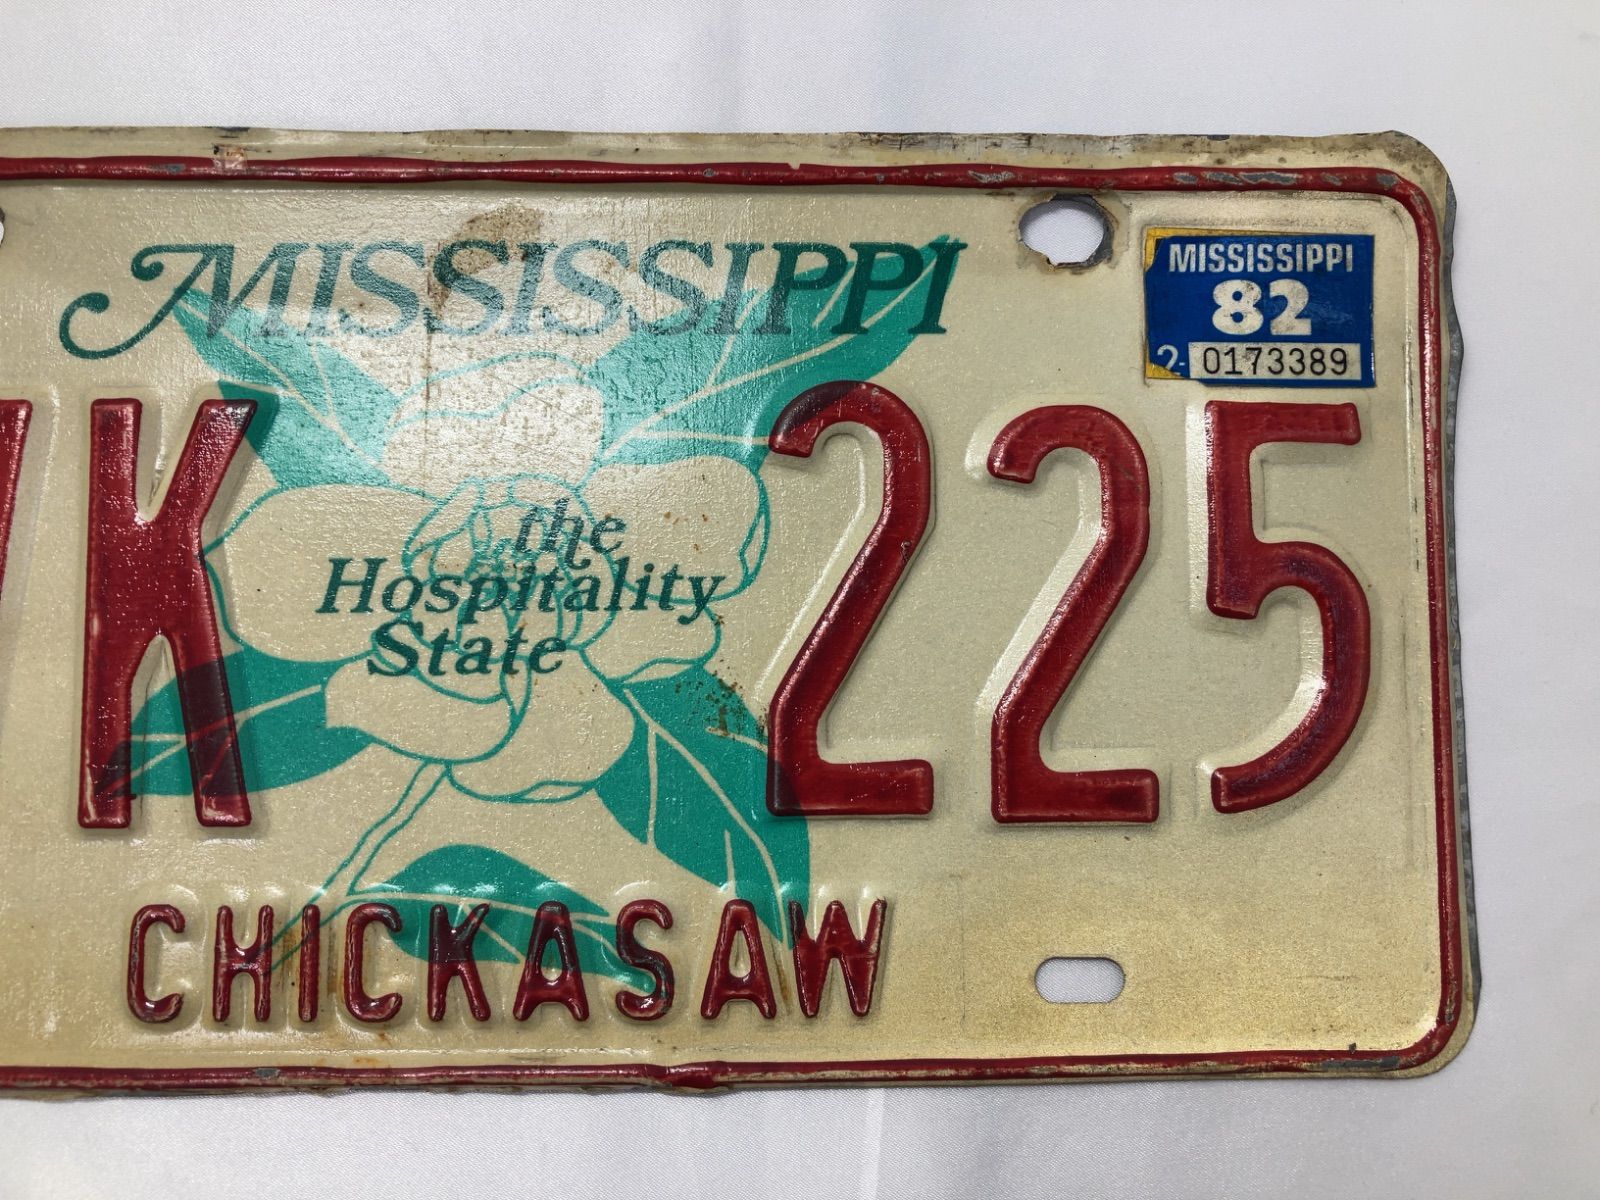 MISSISSIPPI
MISSISSIPPI
82
2- 0173389
K 225
the
Hospitality
State
CHICKASAW